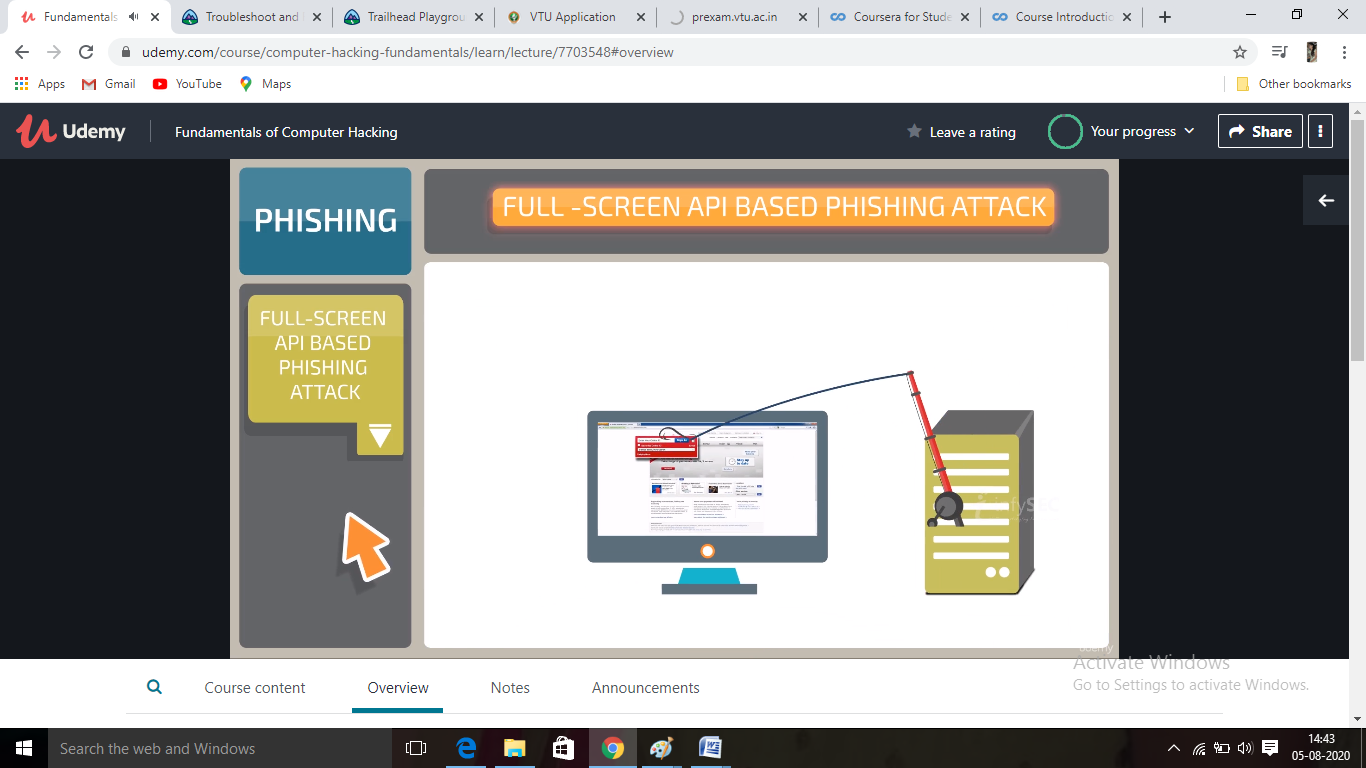 Fundamentals
Troubleshoot and
Trailhead Playgrou
VTU Application
prexam.vtu.ac.in
Coursera for Stude
Course Introductio
udemy.com/course/computer-hacking-fundamentals/learn/lecture/7703548#overview
Apps
Gmail
YouTube
Maps
Other bookmarks
Udemy
Fundamentals of Computer Hacking
Leave a rating
Your progress
Share
PHISHING
FULL -SCREEN API BASED PHISHING ATTACK
FULL-SCREEN
API BASED
PHISHING
ATTACK
udemy
Activate Windows
Go to Settings to activate Windows.
Course content
Overview
Notes
Announcements
Search the web and Windows
14:43
05-08-2020